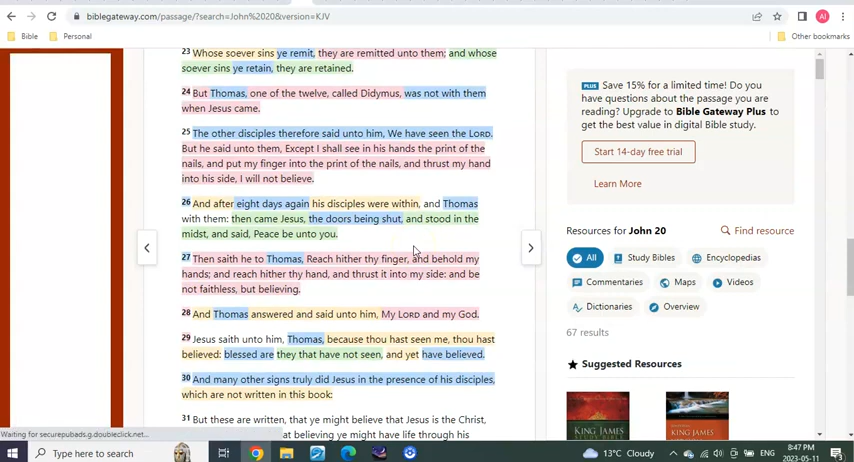 biblegateway.com/passage/?search=John%2020&version=KJV
AI
Bible
Personal
Other bookmarks
23 Whose soever sins ye remit, they are remitted unto them; and whose
soever sins ye retain, they are retained.
24 But Thomas, one of the twelve, called Didymus, was not with them
when Jesus came.
25 The other disciples therefore said unto him, We have seen the LORD.
But he said unto them, Except I shall see in his hands the print of the
nails, and put my finger into the print of the nails, and thrust my hand
into his side, I will not believe.
26 And after eight days again his disciples were within, and Thomas
with them: then came Jesus, the doors being shut, and stood in the
midst, and said, Peace be unto you.
27 Then saith he to Thomas, Reach hither thy finger, and behold my
hands; and reach hither thy hand, and thrust it into my side: and be
not faithless, but believing.
28 And Thomas answered and said unto him, My LORD and my God.
29 Jesus saith unto him, Thomas, because thou hast seen me, thou hast
believed: blessed are they that have not seen, and yet have believed.
30 And many other signs truly did Jesus in the presence of his disciples,
which are not written in this book:
31 But these are written, that ye might believe that Jesus is the Christ,
at believing ye might have life through his
PLUS Save 15% for a limited time! Do you
have questions about the passage you are
reading? Upgrade to Bible Gateway Plus to
get the best value in digital Bible study.
Start 14-day free trial
Learn More
Resources for John 20
Find resource
All
Study Bibles
Encyclopedias
Commentaries
Maps
Videos
Dictionaries
Overview
67 results
Suggested Resources
KING JAMES
STUDY BIBLE
KING JAMES
Waiting for securepubads.g.doubleclick.net...
Type here to search
13°C Cloudy
ENG
8:47 PM
2023-05-11